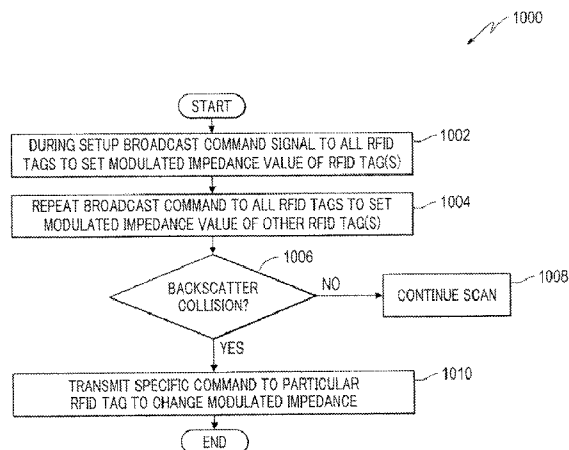 1000
START
DURING SETUP BROADCAST COMMAND SIGNAL TO ALL RFID
TAGS TO SET MODULATED IMPEDANCE VALUE OF RFID TAG(S)
1002
REPEAT BROADCAST COMMAND TO ALL RFID TAGS TO SET
MODULATED IMPEDANCE VALUE OF OTHER RFID TAG(S)
1004
1006
BACKSCATTER
COLLISION?
NO
CONTINUE SCAN
1008
YES
TRANSMIT SPECIFIC COMMAND TO PARTICULAR
RFID TAG TO CHANGE MODULATED IMPEDANCE
1010
END